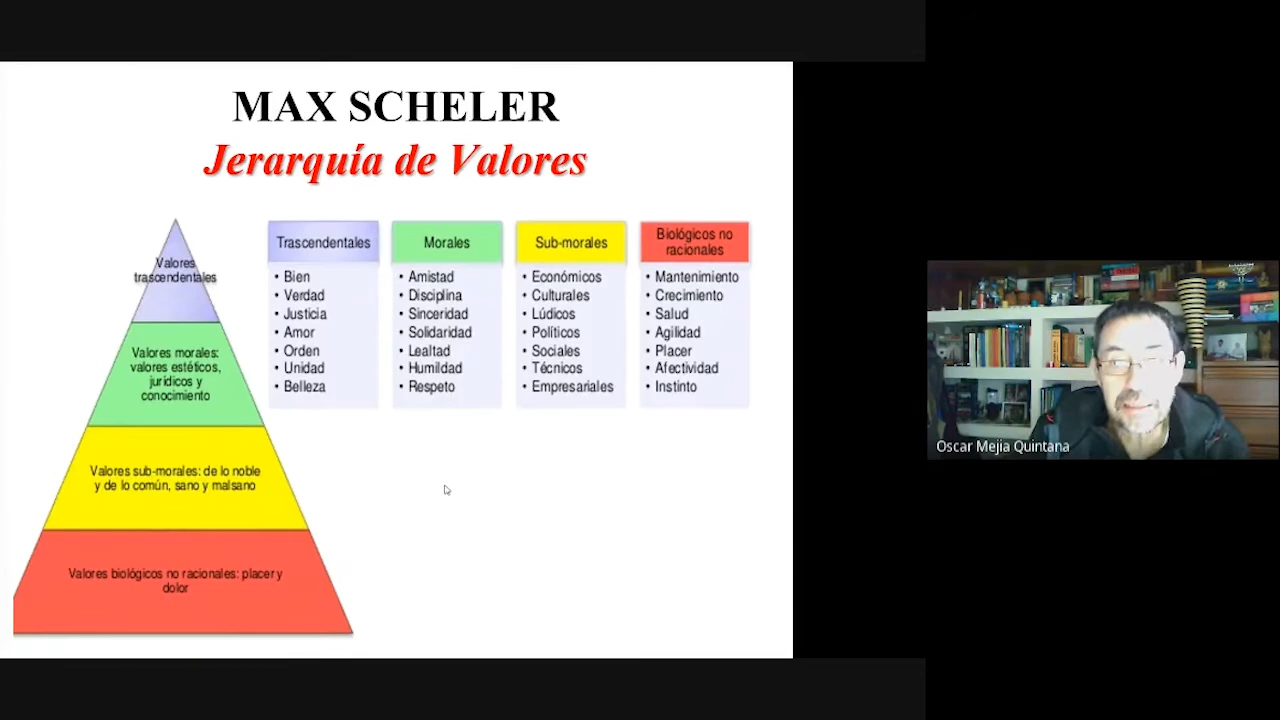 MAX SCHELER
Jerarquía de Valores
Valores
trascendentales
Valores morales:
valores estéticos,
jurídicos y
conocimiento
Valores sub-morales: de lo noble
y de lo común, sano y malsano
Valores biológicos no racionales: placer y
dolor
Trascendentales
• Bien
• Verdad
• Justicia
• Amor
• Orden
• Unidad
• Belleza
Morales
• Amistad
• Disciplina
• Sinceridad
• Solidaridad
• Lealtad
• Humildad
• Respeto
Sub-morales
• Económicos
• Culturales
• Lúdicos
• Políticos
• Sociales
• Técnicos
• Empresariales
Biológicos no
racionales
• Mantenimiento
• Crecimiento
• Salud
• Agilidad
• Placer
• Afectividad
• Instinto
Oscar Mejia Quintana